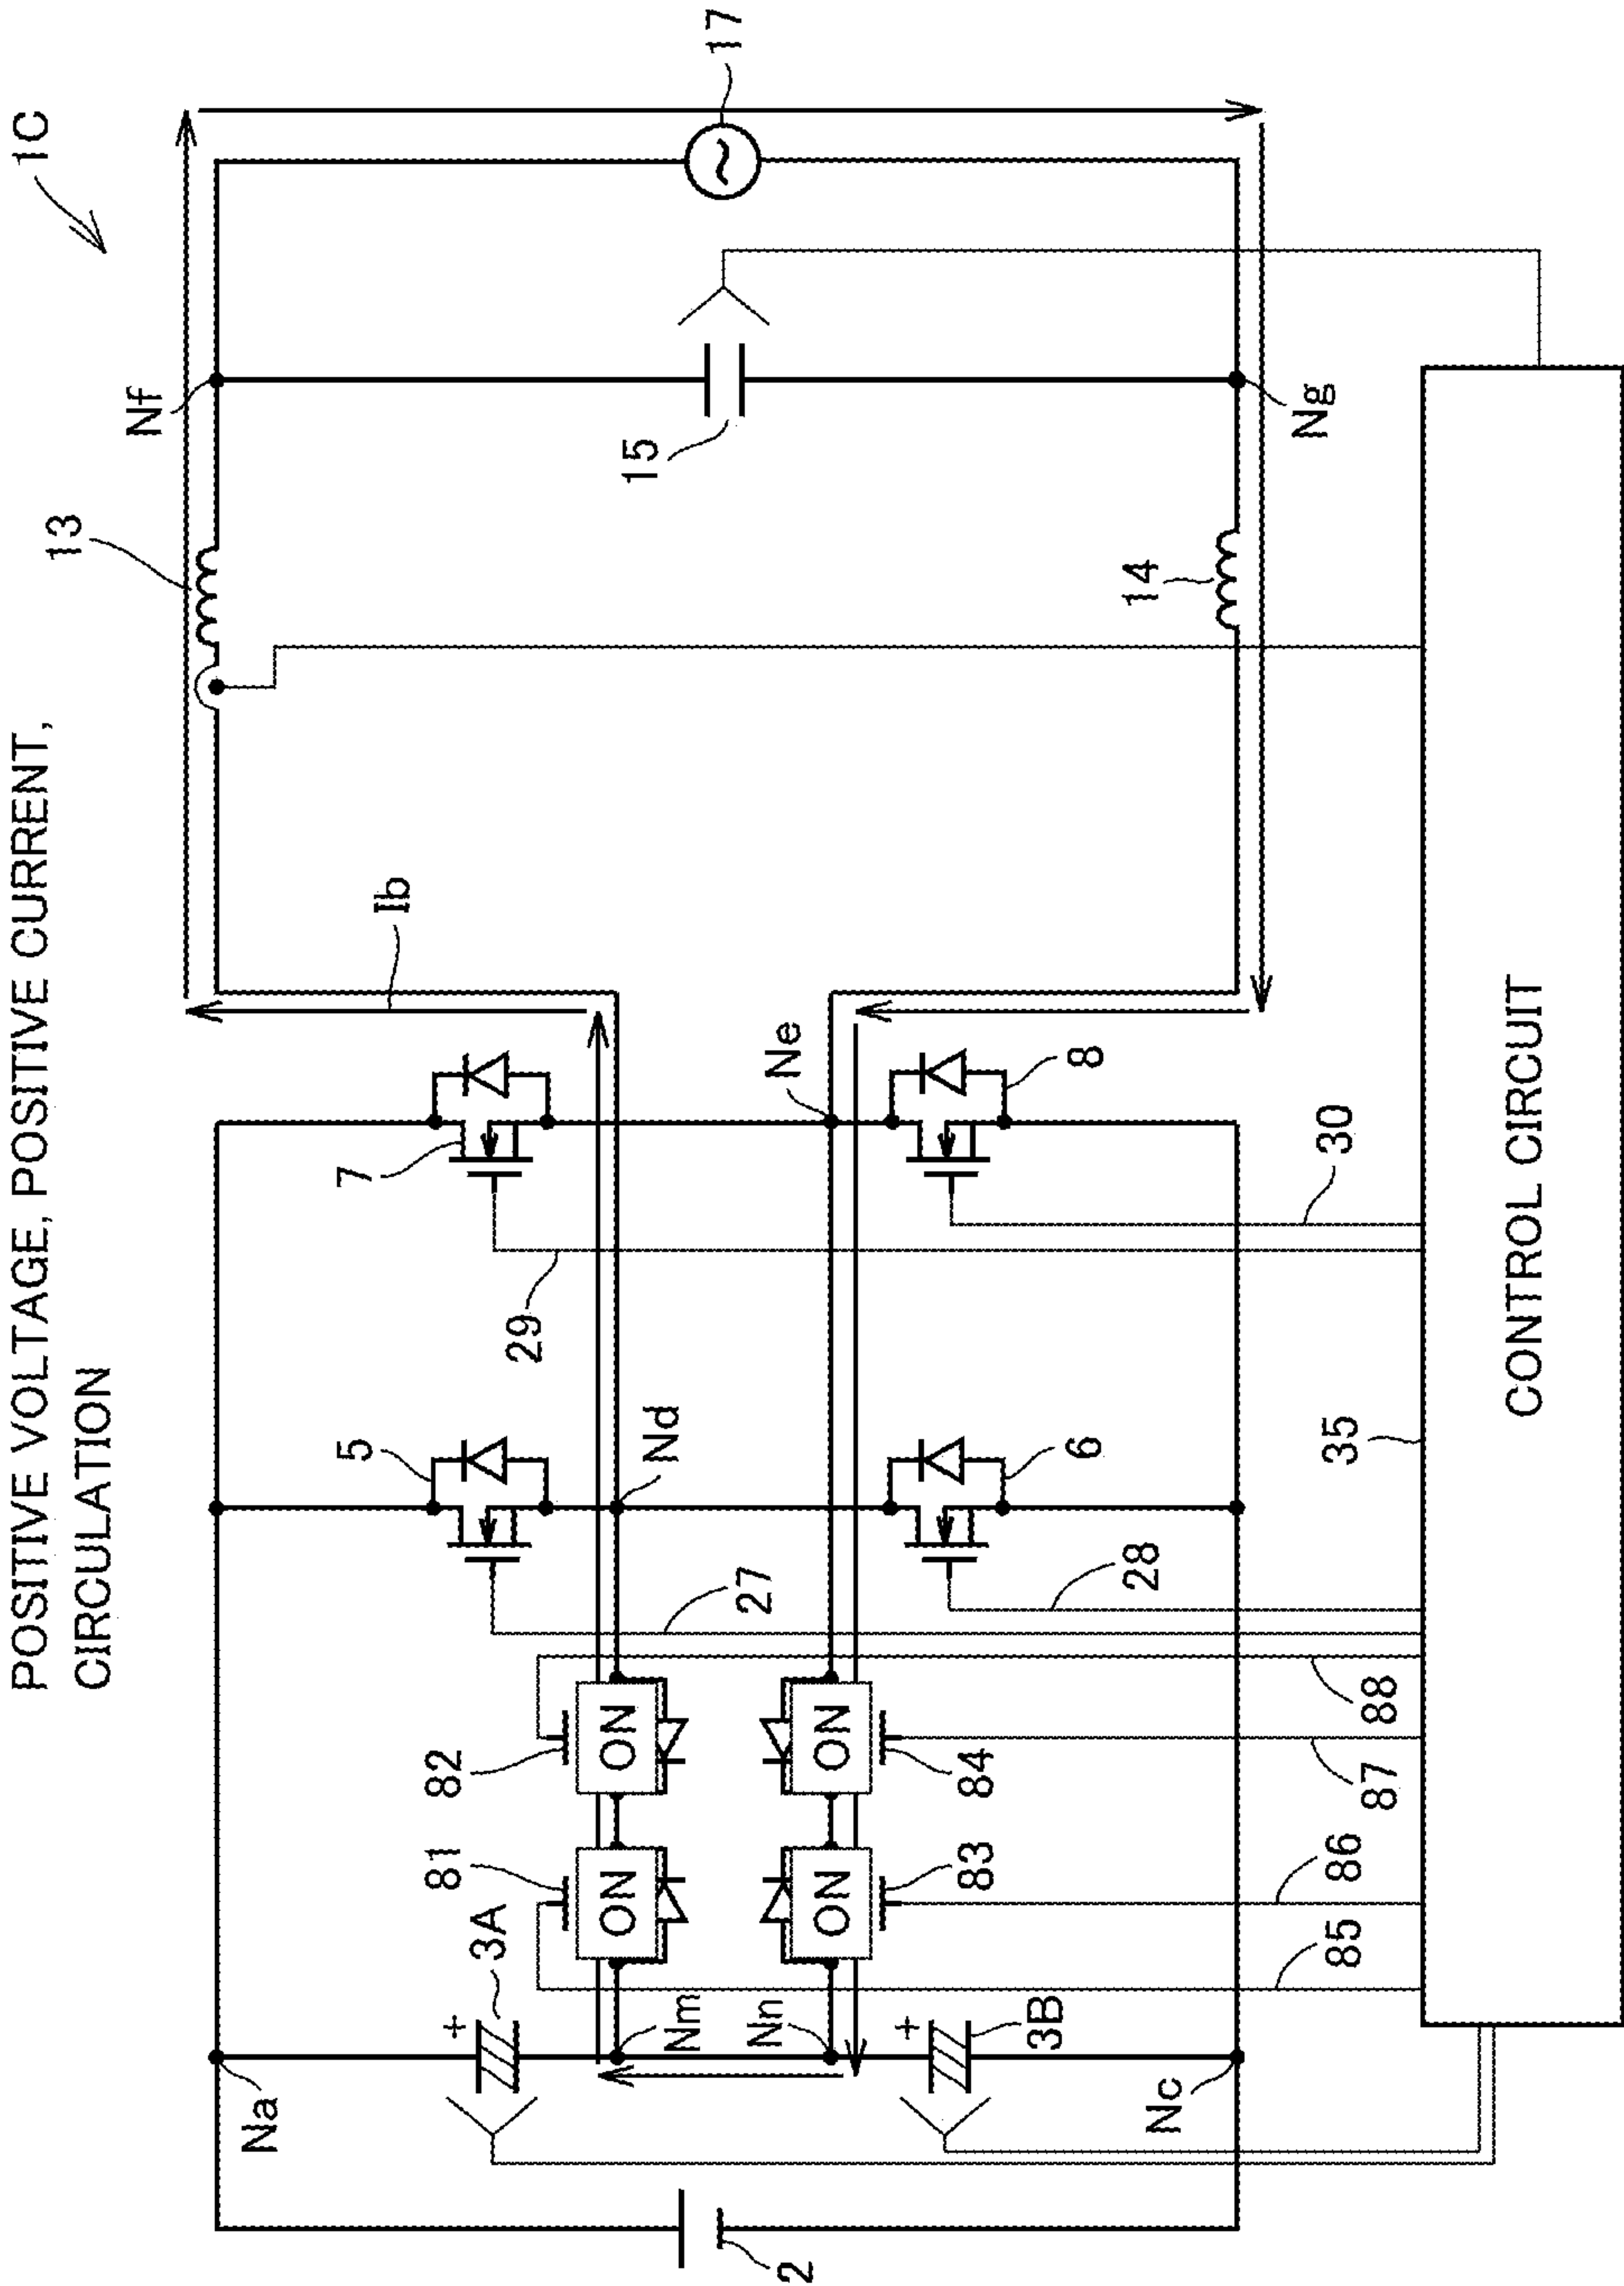 POSITIVE VOLTAGE, POSITIVE CURRENT,
CIRCULATION
1C
13
Nf
Ib
17
15
14
Ng
Na
3A
+
81
82
5
7
29
Nd
Ne
Nm
Nn
ON
ON
ON
ON
2
+
3B
83
84
27
6
8
28
30
Nc
85
86
87
88
35
CONTROL CIRCUIT